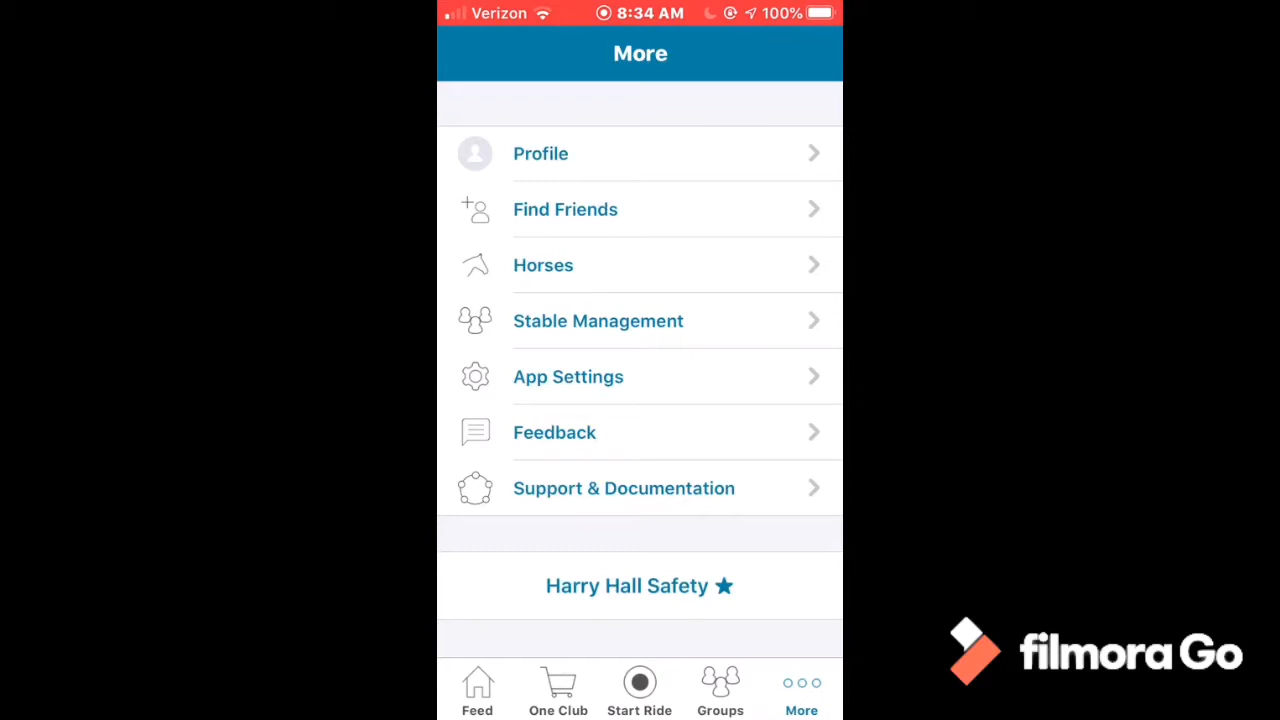 Verizon 8:34 AM 100%
More
Profile
Find Friends
Horses
Stable Management
App Settings
Feedback
Support & Documentation
Harry Hall Safety ★
Feed One Club Start Ride Groups More
filmora Go